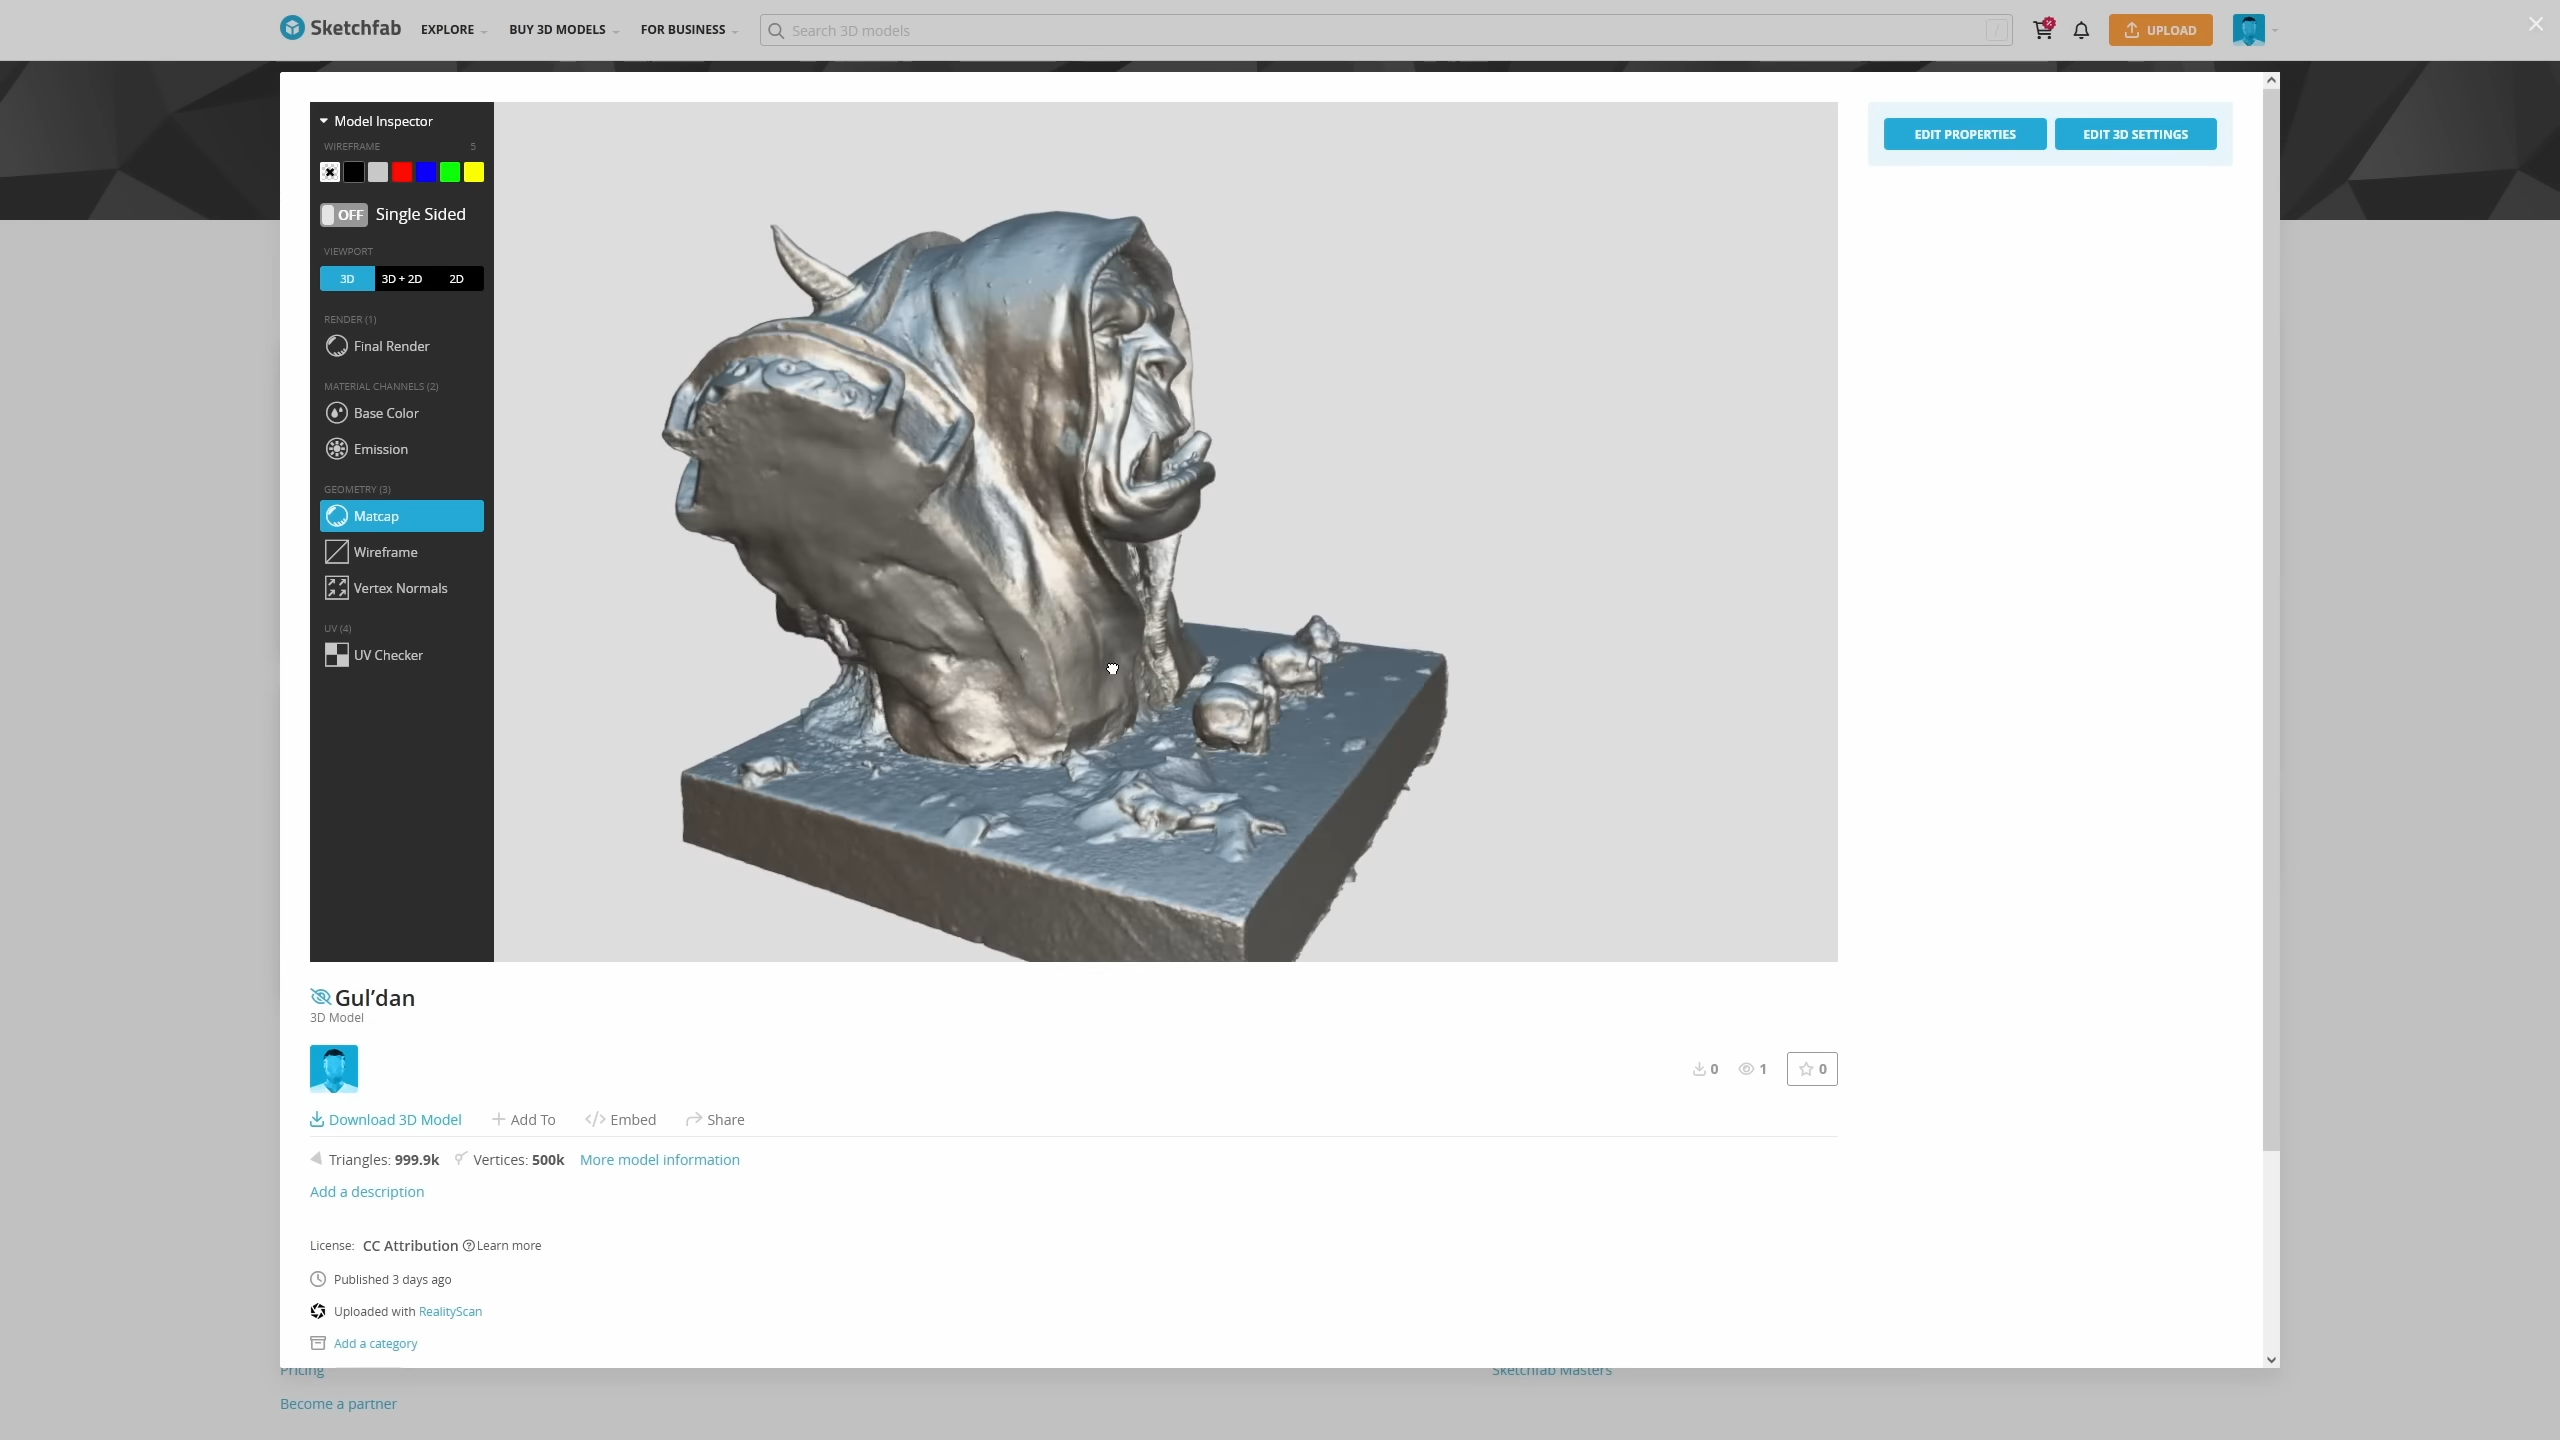 Sketchfab EXPLORE BUY 3D MODELS FOR BUSINESS Search 3D models / UPLOAD
Model Inspector
EDIT PROPERTIES EDIT 3D SETTINGS
WIREFRAME 5
OFF Single Sided
VIEWPORT
3D 3D + 2D 2D
RENDER (1)
Final Render
MATERIAL CHANNELS (2)
Base Color
Emission
GEOMETRY (3)
Matcap
Wireframe
Vertex Normals
UV (4)
UV Checker
Gul’dan
3D Model
0 1 0
Download 3D Model Add To Embed Share
Triangles: 999.9k Vertices: 500k More model information
Add a description
License: CC Attribution Learn more
Published 3 days ago
Uploaded with RealityScan
Add a category
Pricing Sketchfab Masters
Become a partner